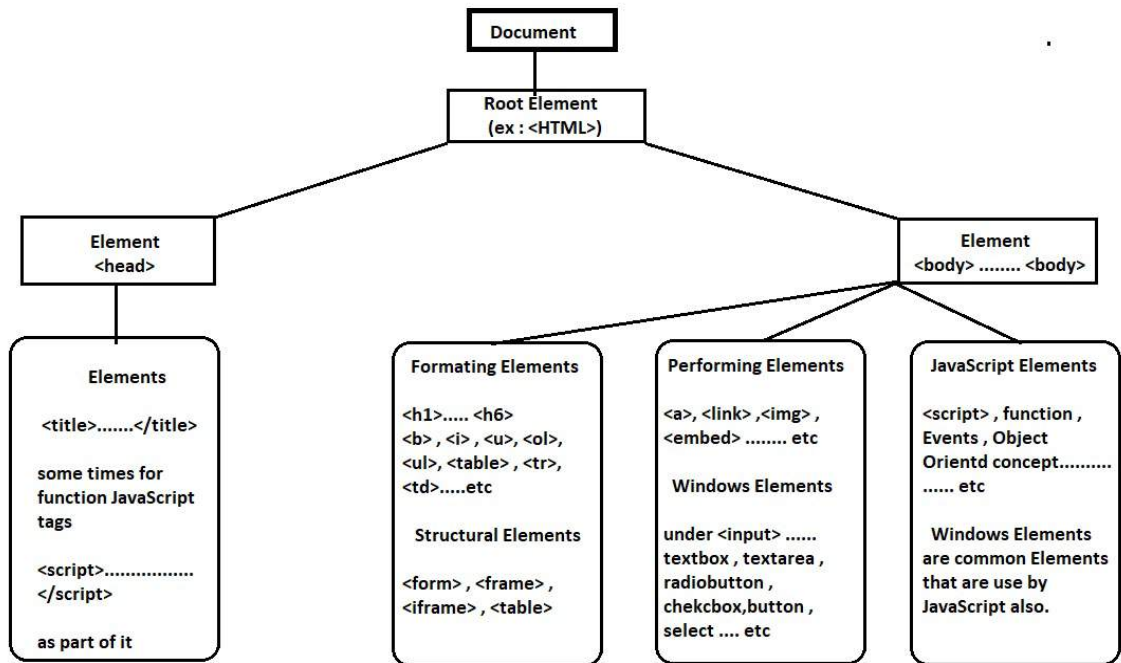 Document
Root Element
(ex : <HTML>)
Element
<head>
Element
<body> ........ <body>
Elements
<title>.......</title>
some times for
function JavaScript
tags
<script>.................
</script>
as part of it
Formating Elements
<h1>..... <h6>
<b> , <i> , <u>, <ol>,
<ul>, <table> , <tr>,
<td>.....etc
Structural Elements
<form> , <frame> ,
<iframe> , <table>
Performing Elements
<a>, <link> ,<img> ,
<embed> ........ etc
Windows Elements
under <input> ......
textbox , textarea ,
radiobutton ,
chekcbox,button ,
select .... etc
JavaScript Elements
<script> , function ,
Events , Object
Orientd concept..........
...... etc
Windows Elements
are common Elements
that are use by
JavaScript also.